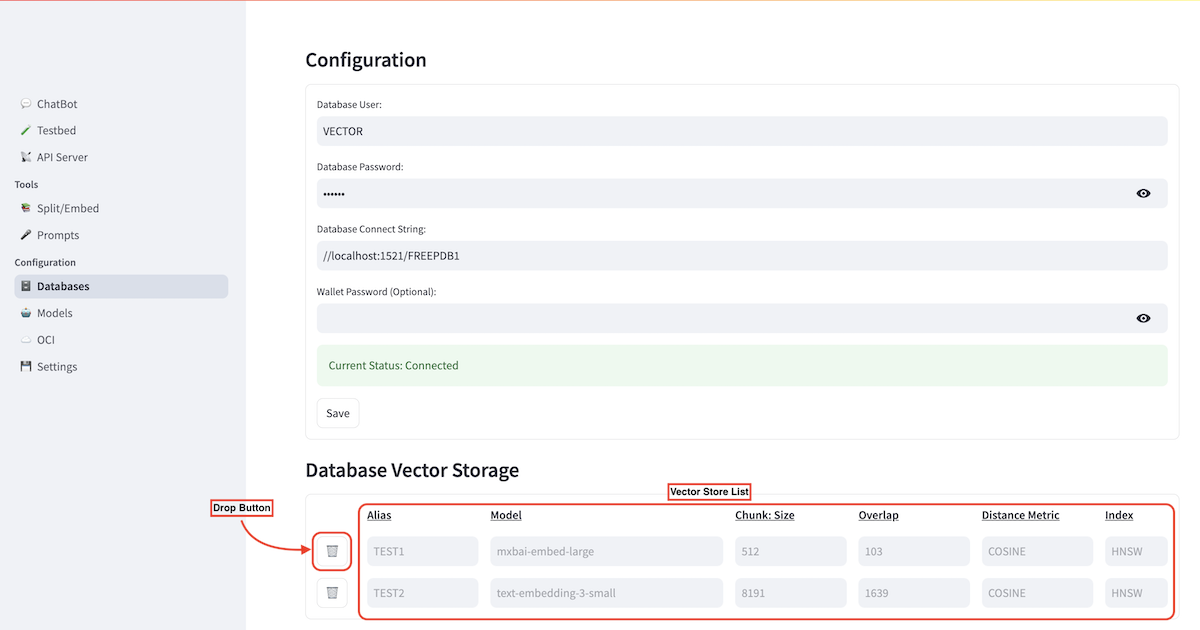 ChatBot
Testbed
API Server
Tools
Split/Embed
Prompts
Configuration
Databases
Models
OCI
Settings
Configuration
Database User:
VECTOR
Database Password:
••••••
Database Connect String:
//localhost:1521/FREEPDB1
Wallet Password (Optional):
Current Status: Connected
Save
Database Vector Storage
Vector Store List
Drop Button
Alias Model Chunk: Size Overlap Distance Metric Index
TEST1 mxbai-embed-large 512 103 COSINE HNSW
TEST2 text-embedding-3-small 8191 1639 COSINE HNSW